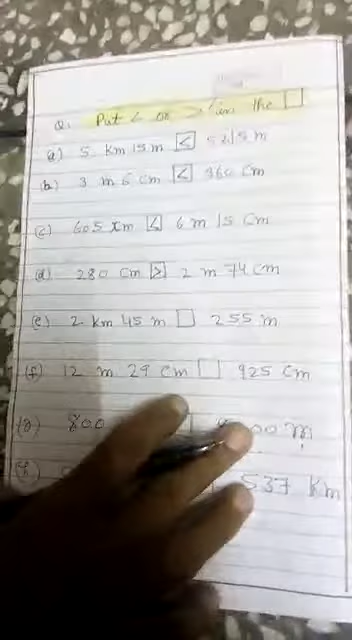 Q. Put < or > in the □
(a) 5 km 15 m < 5215 m
(b) 3 m 6 cm < 360 cm
(c) 605 cm < 6 m 15 cm
(d) 280 cm > 2 m 74 cm
(e) 2 km 45 m □ 255 m
(f) 12 m 29 cm □ 925 cm
(g) 800 00 m
(h) 537 km